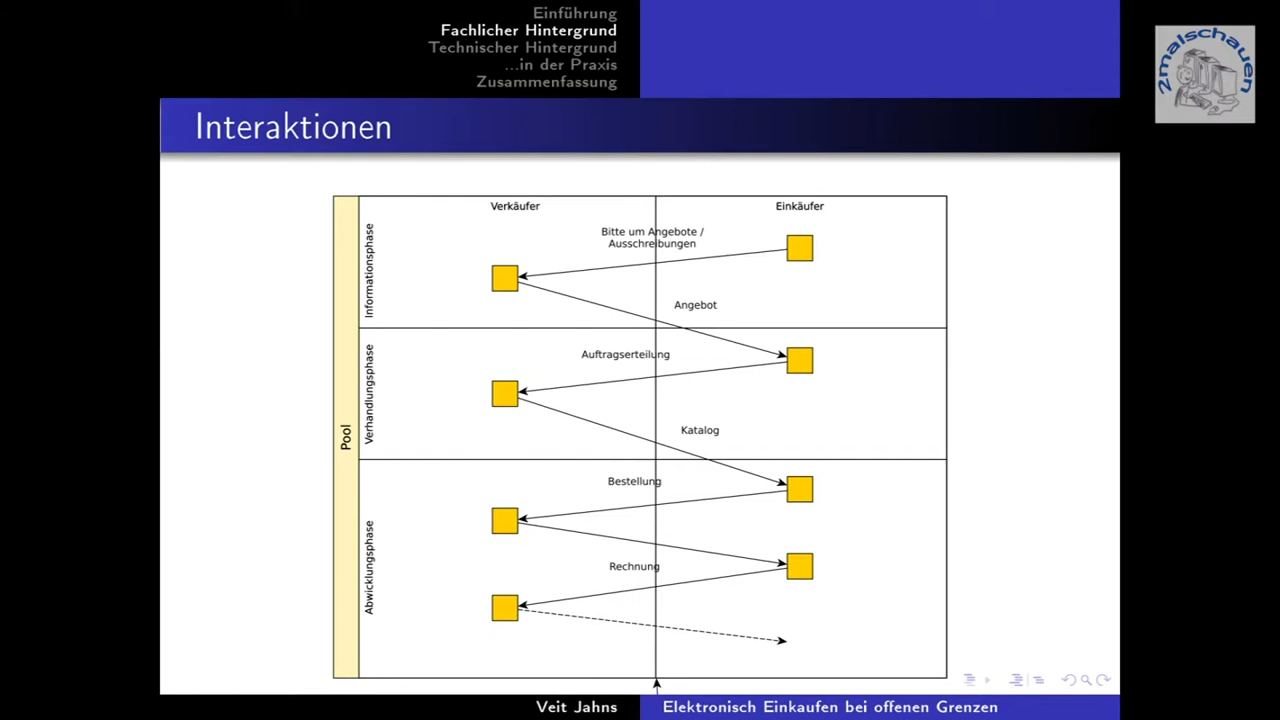 Einführung
Fachlicher Hintergrund
Technischer Hintergrund
...in der Praxis
Zusammenfassung
2malschauen
Interaktionen
Verkäufer
Einkäufer
Informationsphase
Bitte um Angebote /
Ausschreibungen
Angebot
Verhandlungsphase
Auftragserteilung
Katalog
Pool
Abwicklungsphase
Bestellung
Rechnung
Veit Jahns
Elektronisch Einkaufen bei offenen Grenzen